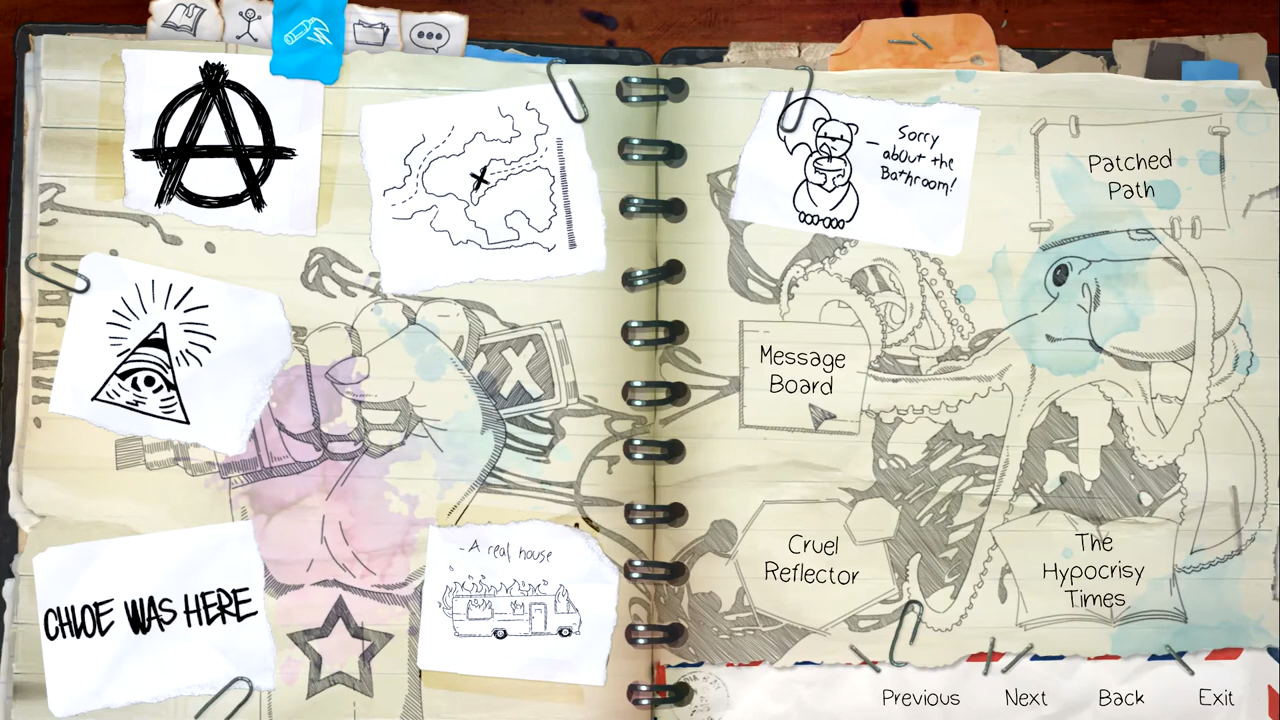 CHLOE WAS HERE
- A real house
Sorry
about the
Bathroom!
Patched
Path
Message
Board
Cruel
Reflector
The
Hypocrisy
Times
Previous
Next
Back
Exit